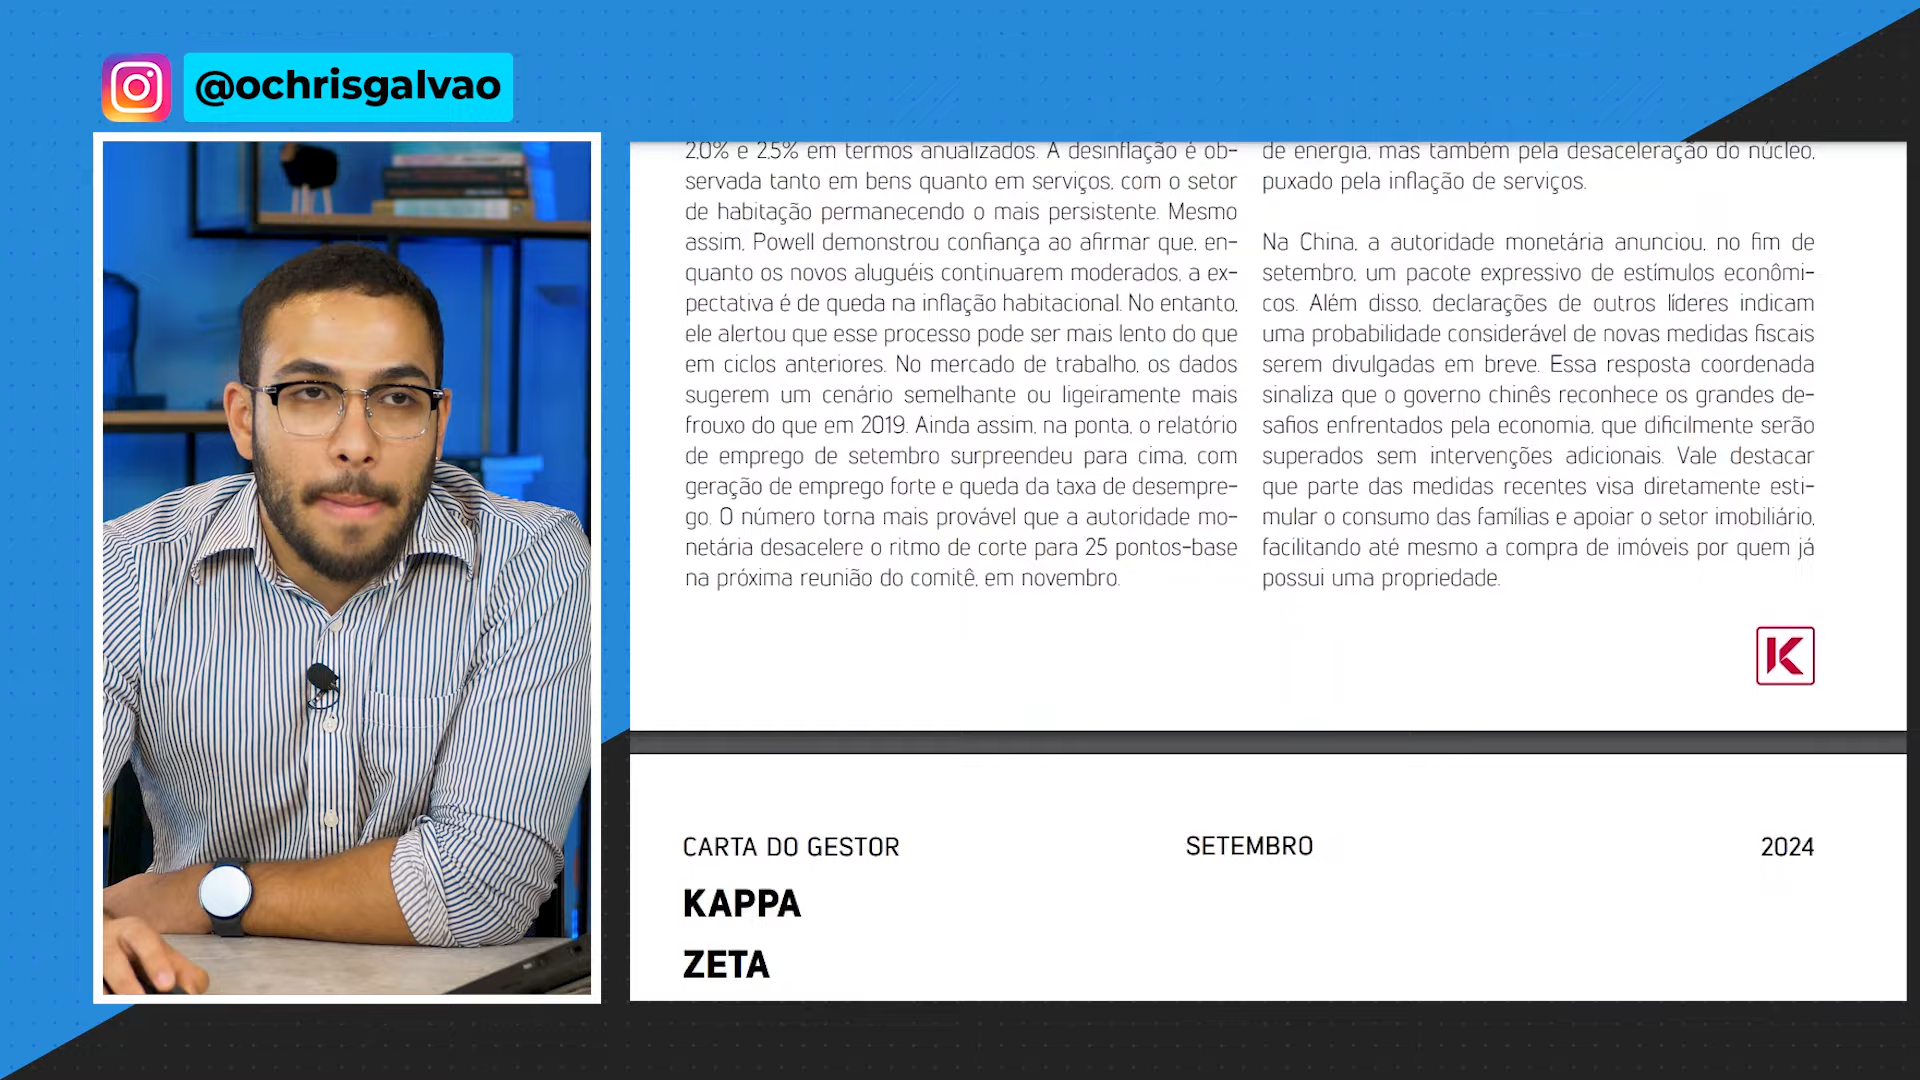 @ochrisgalvao
2,0% e 2,5% em termos anualizados. A desinflação é ob-
servada tanto em bens quanto em serviços, com o setor
de habitação permanecendo o mais persistente. Mesmo
assim, Powell demonstrou confiança ao afirmar que, en-
quanto os novos aluguéis continuarem moderados, a ex-
pectativa é de queda na inflação habitacional. No entanto,
ele alertou que esse processo pode ser mais lento do que
em ciclos anteriores. No mercado de trabalho, os dados
sugerem um cenário semelhante ou ligeiramente mais
frouxo do que em 2019. Ainda assim, na ponta, o relatório
de emprego de setembro surpreendeu para cima, com
geração de emprego forte e queda da taxa de desempre-
go. O número torna mais provável que a autoridade mo-
netária desacelere o ritmo de corte para 25 pontos-base
na próxima reunião do comitê, em novembro.
de energia, mas também pela desaceleração do núcleo,
puxado pela inflação de serviços.
Na China, a autoridade monetária anunciou, no fim de
setembro, um pacote expressivo de estímulos econômi-
cos. Além disso, declarações de outros líderes indicam
uma probabilidade considerável de novas medidas fiscais
serem divulgadas em breve. Essa resposta coordenada
sinaliza que o governo chinês reconhece os grandes de-
safios enfrentados pela economia, que dificilmente serão
superados sem intervenções adicionais. Vale destacar
que parte das medidas recentes visa diretamente esti-
mular o consumo das famílias e apoiar o setor imobiliário,
facilitando até mesmo a compra de imóveis por quem já
possui uma propriedade.
K
CARTA DO GESTOR
SETEMBRO
2024
KAPPA
ZETA